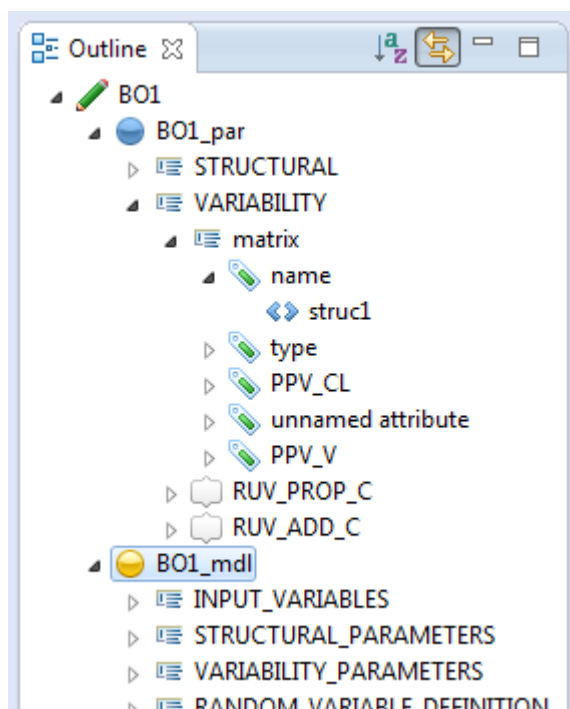 Outline
BO1
BO1_par
STRUCTURAL
VARIABILITY
matrix
name
struc1
type
PPV_CL
unnamed attribute
PPV_V
RUV_PROP_C
RUV_ADD_C
BO1_mdl
INPUT_VARIABLES
STRUCTURAL_PARAMETERS
VARIABILITY_PARAMETERS
RANDOM_VARIABLE_DEFINITION